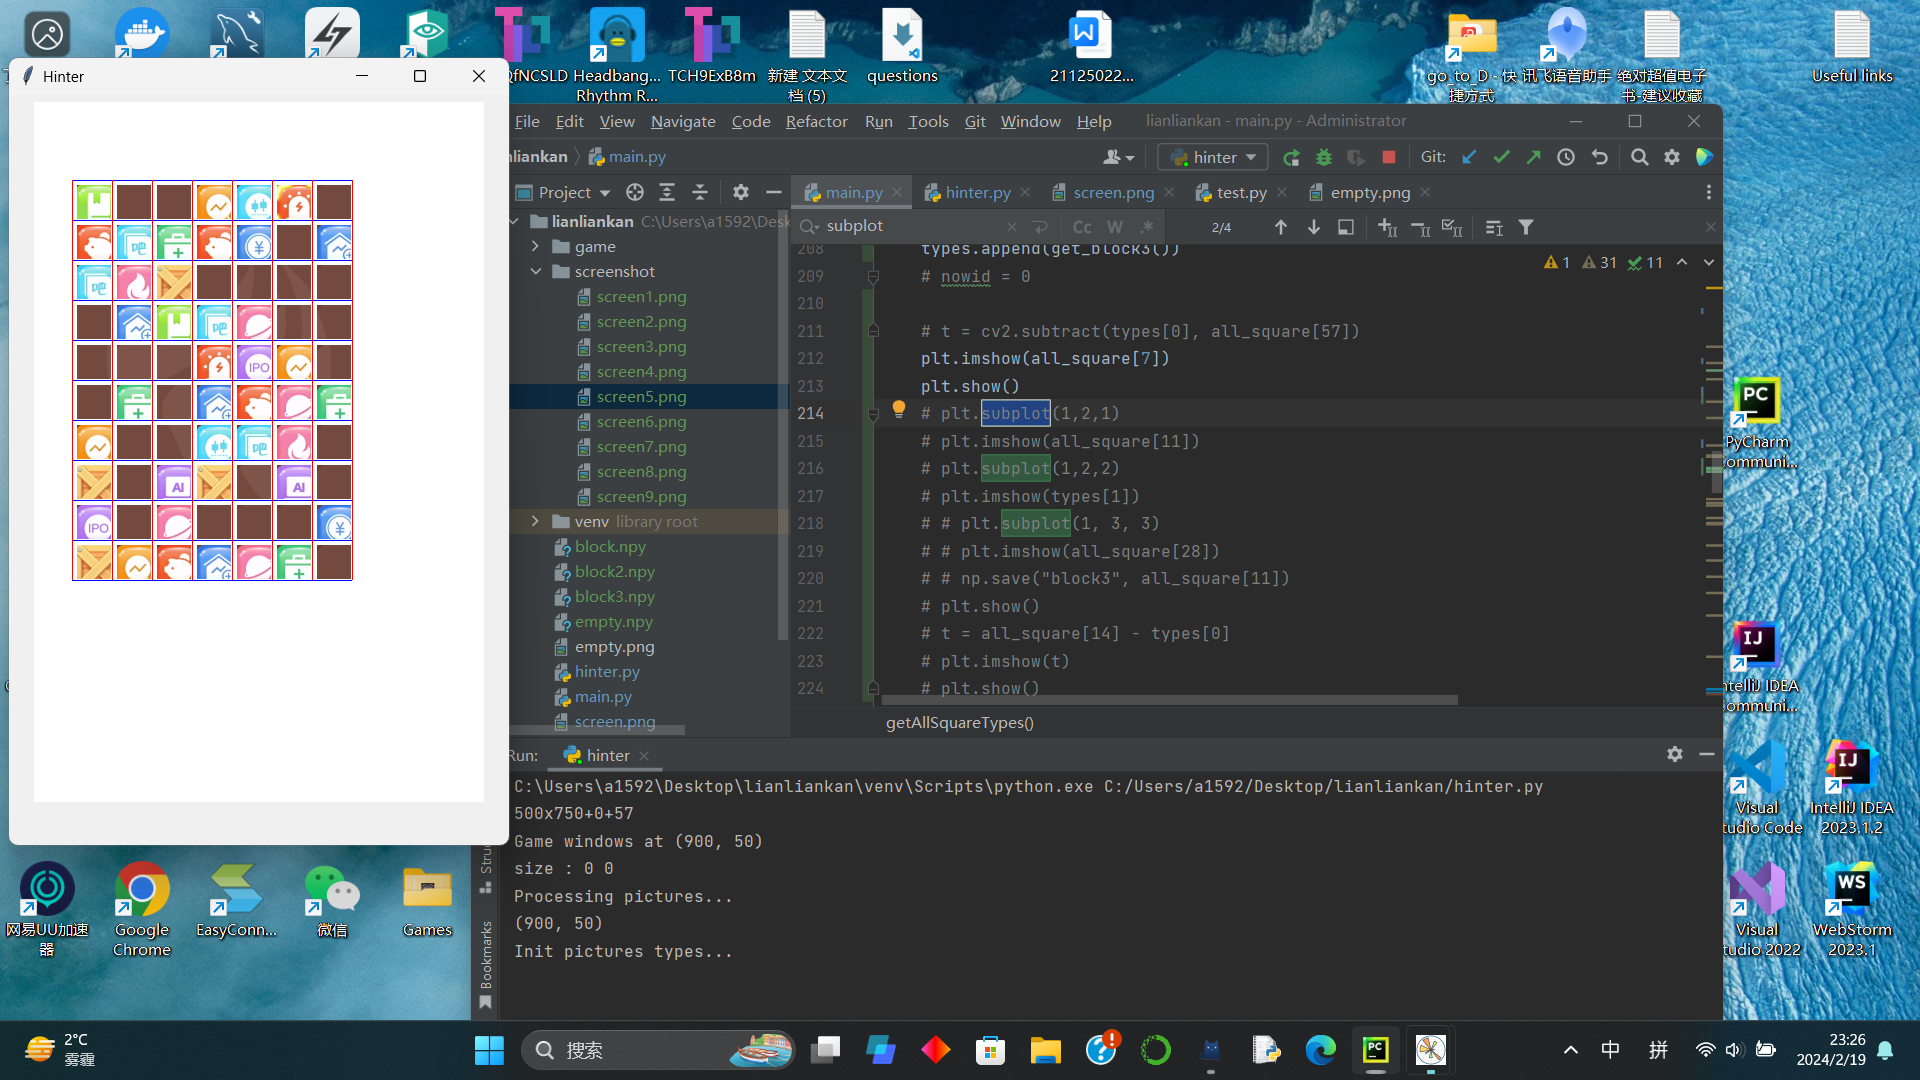 QfNCSLD
Headbang...
Rhythm R...
TCH9ExB8m
新建 文本文
档 (5)
questions
21125022...
go_to_D - 快
捷方式
讯飞语音助手
绝对超值电子
书-建议收藏
Useful links
Hinter
File Edit View Navigate Code Refactor Run Tools Git Window Help
lianliankan - main.py - Administrator
nliankan
main.py
hinter
Git:
Project
main.py
hinter.py
screen.png
test.py
empty.png
lianliankan C:\Users\a1592\Desk
game
screenshot
screen1.png
screen2.png
screen3.png
screen4.png
screen5.png
screen6.png
screen7.png
screen8.png
screen9.png
venv library root
block.npy
block2.npy
block3.npy
empty.npy
empty.png
hinter.py
main.py
screen.png
subplot
Cc W .*
2/4
1 31 11
208 types.append(get_block3())
209 # nowid = 0
210
211 # t = cv2.subtract(types[0], all_square[57])
212 plt.imshow(all_square[7])
213 plt.show()
214 # plt.subplot(1,2,1)
215 # plt.imshow(all_square[11])
216 # plt.subplot(1,2,2)
217 # plt.imshow(types[1])
218 # # plt.subplot(1, 3, 3)
219 # # plt.imshow(all_square[28])
220 # # np.save("block3", all_square[11])
221 # plt.show()
222 # t = all_square[14] - types[0]
223 # plt.imshow(t)
224 # plt.show()
getAllSquareTypes()
IPO
AI
AI
IPO
Run:
hinter
C:\Users\a1592\Desktop\lianliankan\venv\Scripts\python.exe C:/Users/a1592/Desktop/lianliankan/hinter.py
500x750+0+57
Game windows at (900, 50)
size : 0 0
Processing pictures...
(900, 50)
Init pictures types...
Struc
Bookmarks
PyCharm
ommuni...
ntelliJ IDEA
ommuni...
Visual
tudio Code
IntelliJ IDEA
2023.1.2
Visual
tudio 2022
WebStorm
2023.1
网易UU加速
器
Google
Chrome
EasyConn...
微信
Games
2°C
雾霾
搜索
中
拼
23:26
2024/2/19